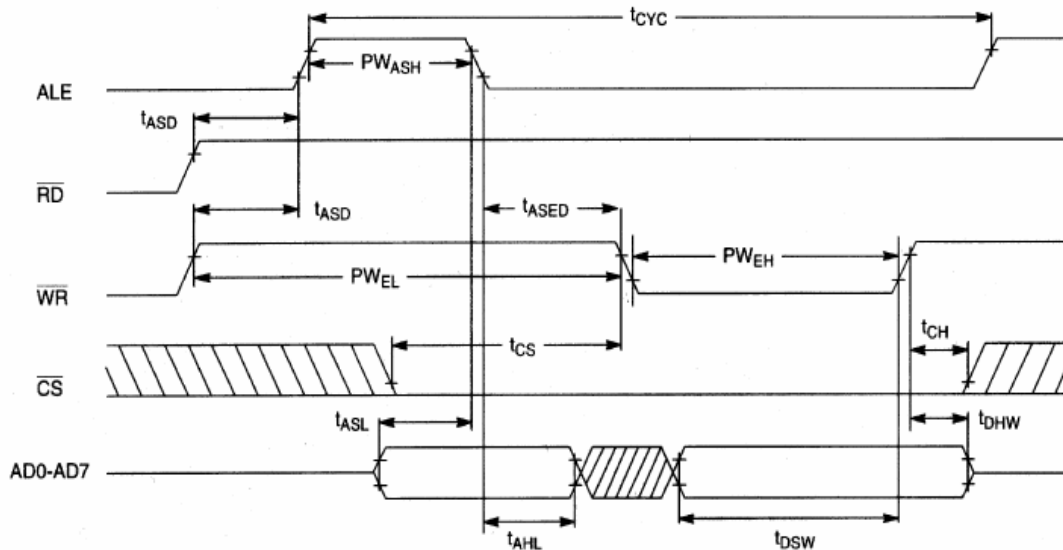 tCYC
PWASH
ALE
tASD
RD
tASD
tASED
PWEL
PWEH
WR
tCS
tCH
CS
tASL
tDHW
AD0-AD7
tAHL
tDSW